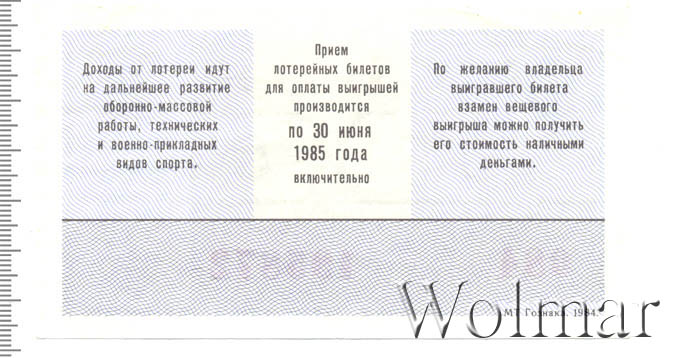 Доходы от лотереи идут
на дальнейшее развитие
оборонно-массовой
работы, технических
и военно-прикладных
видов спорта.
Прием
лотерейных билетов
для оплаты выигрышей
производится
по 30 июня
1985 года
включительно
По желанию владельца
выигравшего билета
взамен вещевого
выигрыша можно получить
его стоимость наличными
деньгами.
МТ Гознака. 1984.
Wolmar